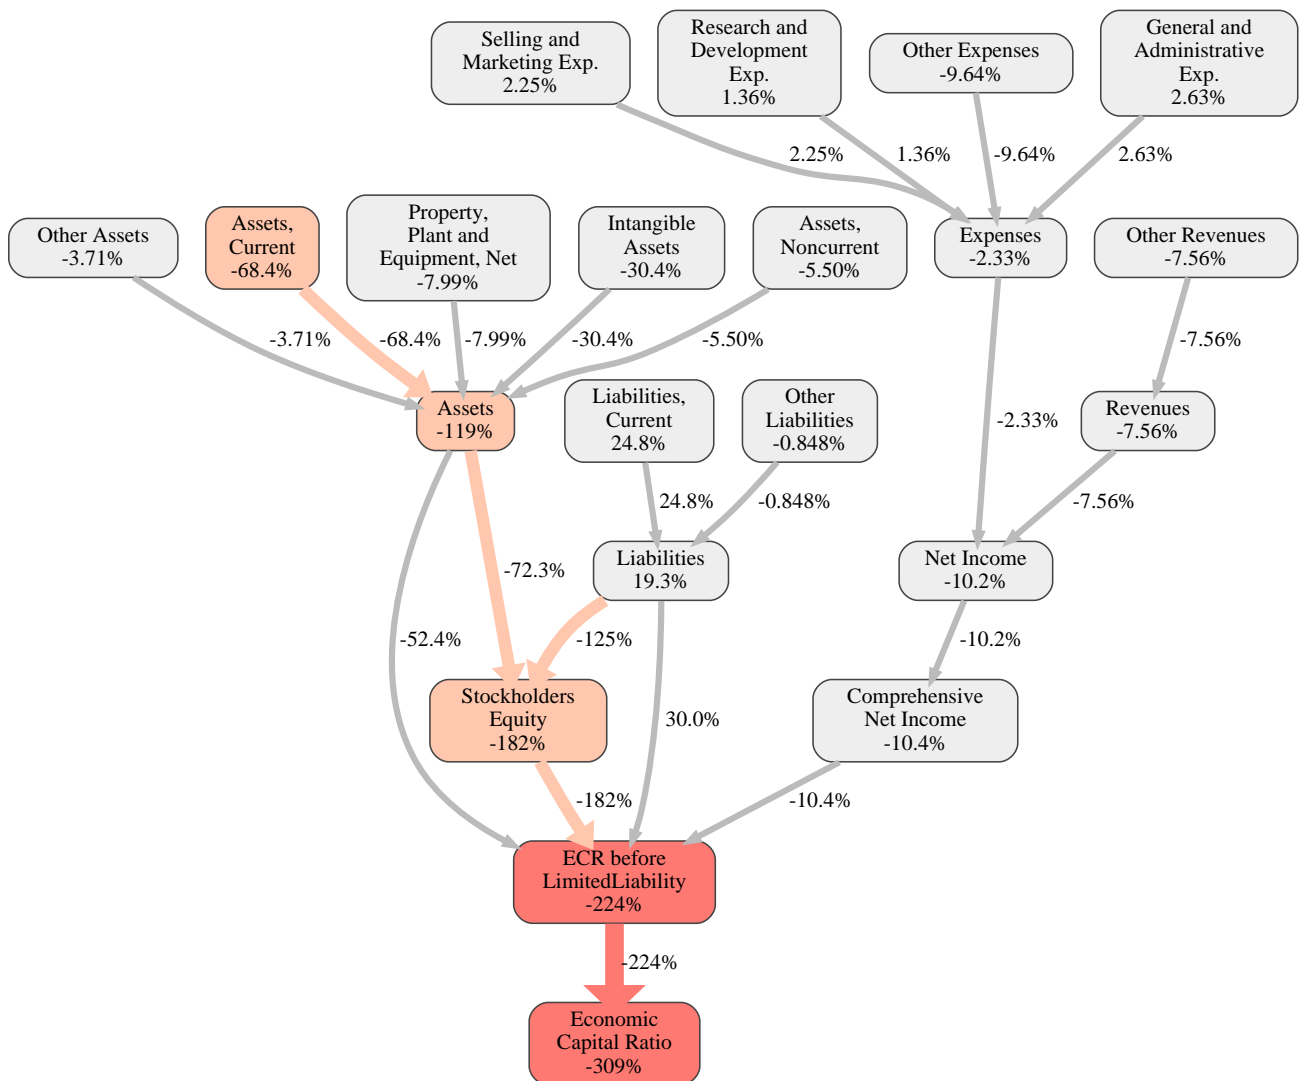 Selling and
Marketing Exp.
2.25%
Research and
Development
Exp.
1.36%
Other Expenses
-9.64%
General and
Administrative
Exp.
2.63%
2.25%
1.36%
-9.64%
2.63%
Other Assets
-3.71%
Assets,
Current
-68.4%
Property,
Plant and
Equipment, Net
-7.99%
Intangible
Assets
-30.4%
Assets,
Noncurrent
-5.50%
Expenses
-2.33%
Other Revenues
-7.56%
-3.71%
-68.4%
-7.99%
-30.4%
-5.50%
-7.56%
Assets
-119%
Liabilities,
Current
24.8%
Other
Liabilities
-0.848%
-2.33%
Revenues
-7.56%
24.8%
-0.848%
-7.56%
-72.3%
Liabilities
19.3%
Net Income
-10.2%
-52.4%
-125%
-10.2%
Stockholders
Equity
-182%
30.0%
Comprehensive
Net Income
-10.4%
-182%
-10.4%
ECR before
LimitedLiability
-224%
-224%
Economic
Capital Ratio
-309%